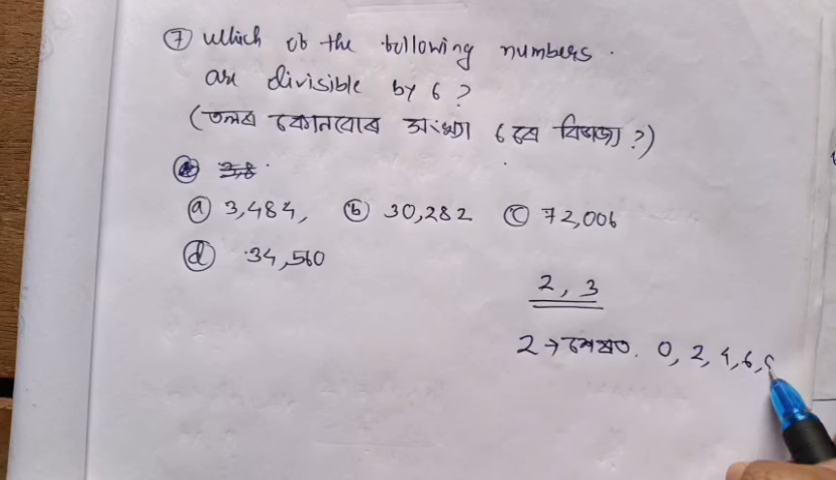 ⑦ which of the following numbers.
are divisible by 6 ?
(তলৰ কোনবোৰ সংখ্যা 6 ৰে বিভাজ্য ?)
ⓐ 3,484, ⓑ 30,282 ⓒ 72,006
ⓓ 34,560
2, 3
2 → শেষত. 0, 2, 4, 6, 8